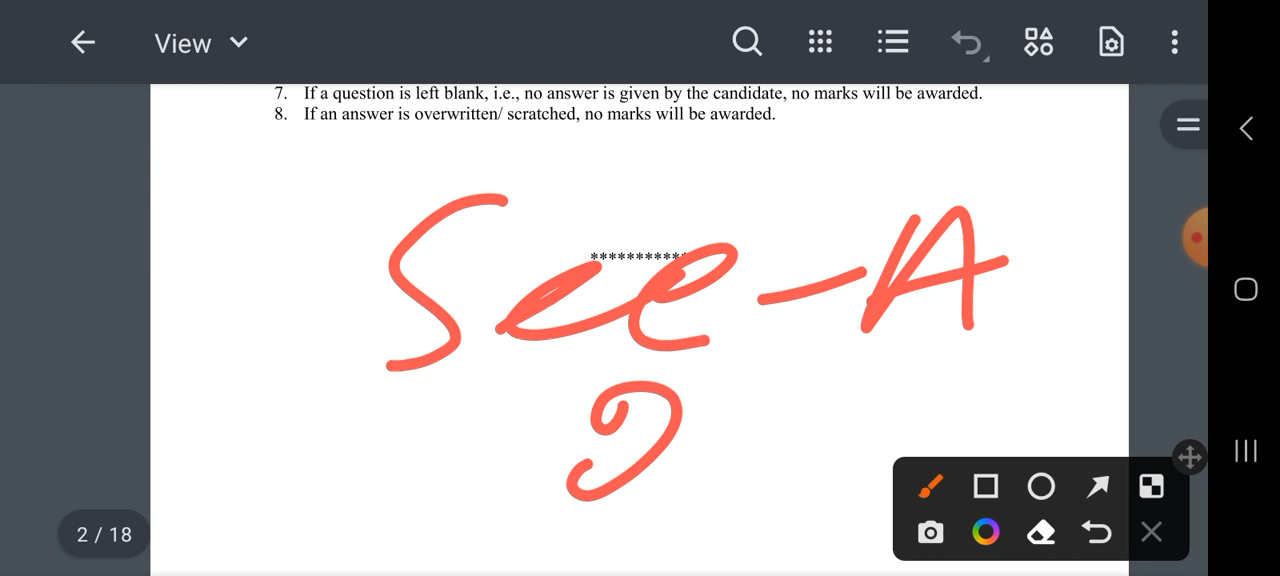 View
7. If a question is left blank, i.e., no answer is given by the candidate, no marks will be awarded.
8. If an answer is overwritten/ scratched, no marks will be awarded.
***********
See-A
2 / 18